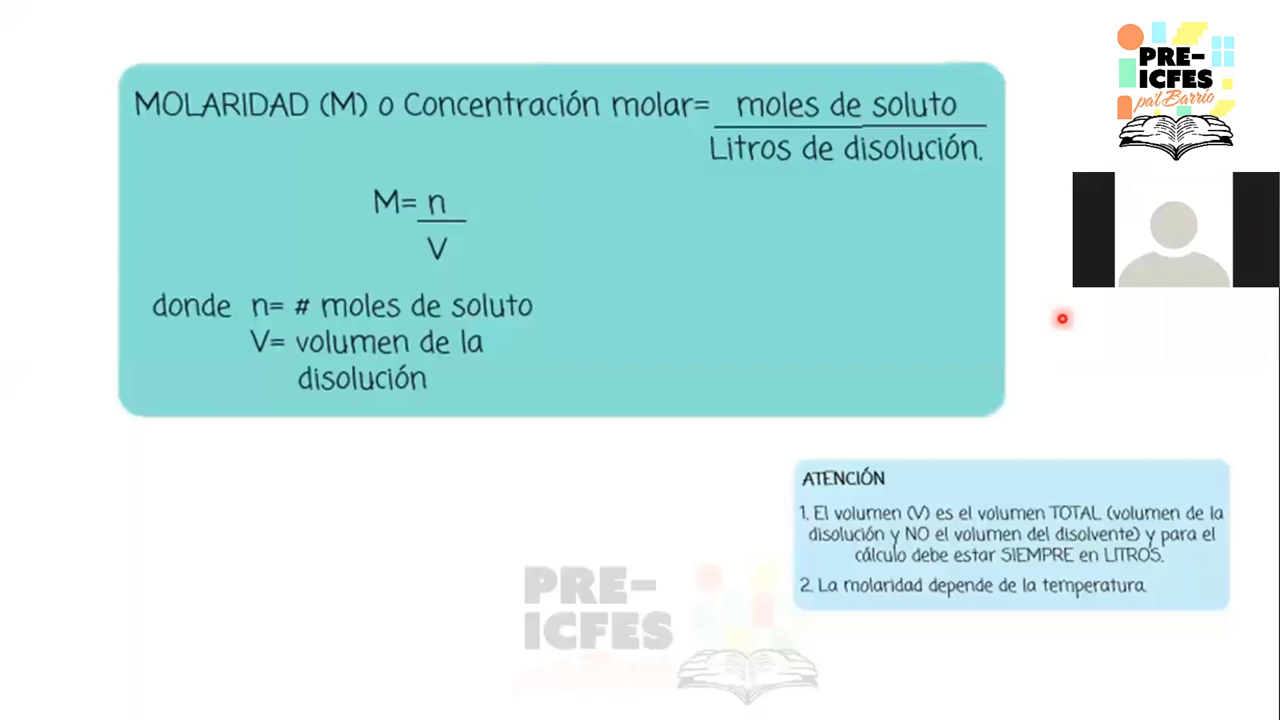 PRE-
ICFES
pa'l Barrio
MOLARIDAD (M) o Concentración molar= moles de soluto
Litros de disolución.
M= n
V
donde n= # moles de soluto
V= volumen de la
disolución
ATENCIÓN
1. El volumen (V) es el volumen TOTAL (volumen de la
disolución y NO el volumen del disolvente) y para el
cálculo debe estar SIEMPRE en LITROS.
2. La molaridad depende de la temperatura
PRE-
ICFES